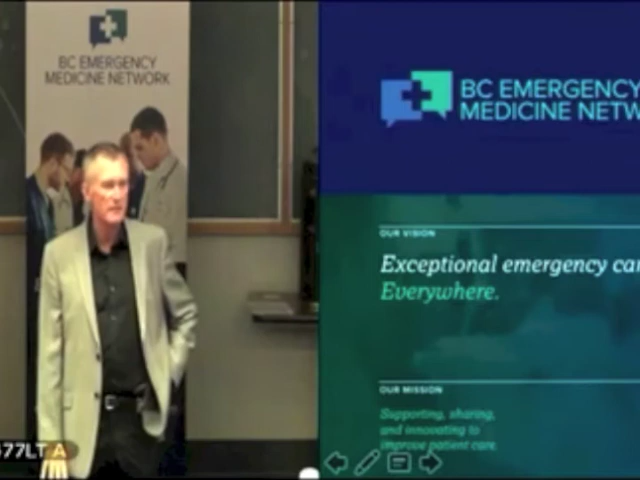 BC EMERGENCY
MEDICINE NETWORK
BC EMERGENCY
MEDICINE NETW
OUR VISION
Exceptional emergency car
Everywhere.
OUR MISSION
Supporting, sharing,
and innovating to
improve patient care.
77LT A